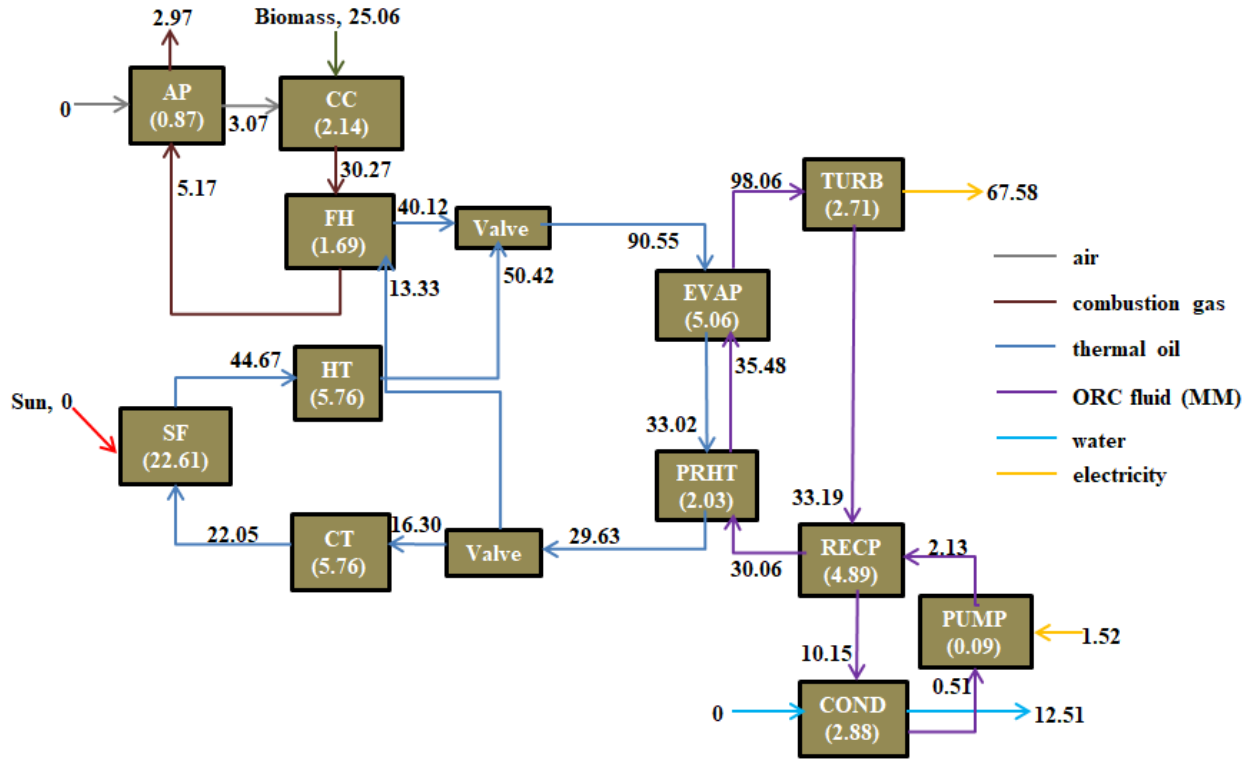 2.97
Biomass, 25.06
0
AP
(0.87)
3.07
CC
(2.14)
5.17
30.27
FH
(1.69)
40.12
Valve
90.55
98.06
TURB
(2.71)
67.58
13.33
50.42
EVAP
(5.06)
air
combustion gas
thermal oil
ORC fluid (MM)
water
electricity
44.67
HT
(5.76)
35.48
Sun, 0
SF
(22.61)
33.02
PRHT
(2.03)
33.19
22.05
CT
(5.76)
16.30
Valve
29.63
30.06
RECP
(4.89)
2.13
PUMP
(0.09)
1.52
10.15
0.51
0
COND
(2.88)
12.51